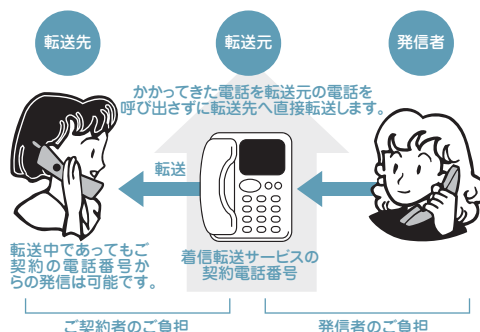 転送先
転送元
発信者
かかってきた電話を転送元の電話を
呼び出さずに転送先へ直接転送します。
転送
転送中であってもご
契約の電話番号か
らの発信は可能です。
着信転送サービスの
契約電話番号
ご契約者のご負担
発信者のご負担